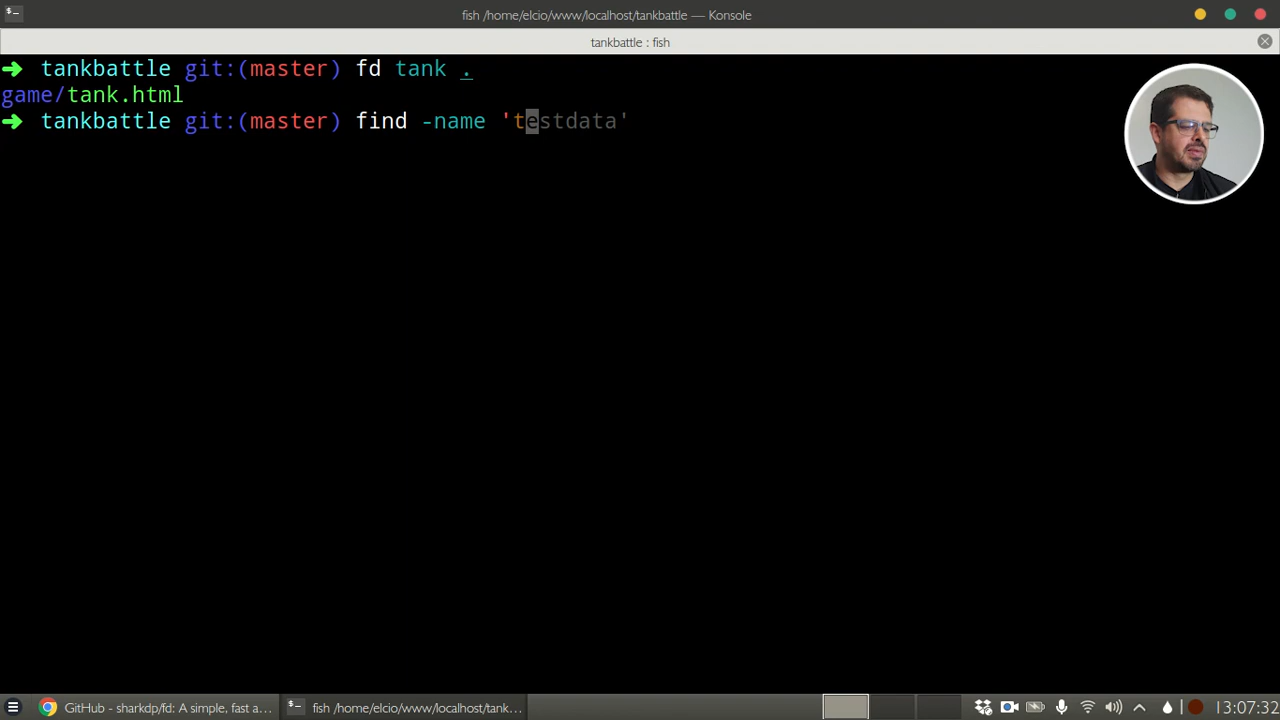 fish /home/elcio/www/localhost/tankbattle — Konsole
tankbattle : fish
➜ tankbattle git:(master) fd tank .
game/tank.html
➜ tankbattle git:(master) find -name 'testdata'
GitHub - sharkdp/fd: A simple, fast a...
fish /home/elcio/www/localhost/tank...
13:07:32